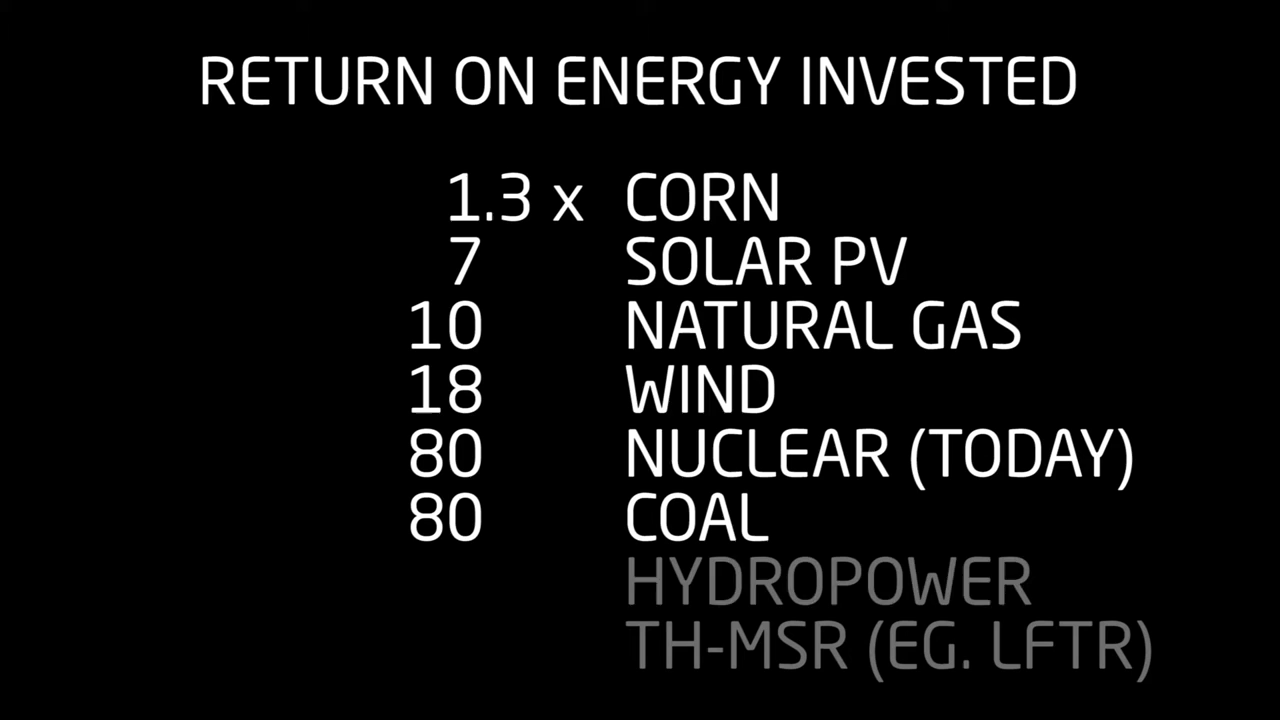 RETURN ON ENERGY INVESTED
1.3 x CORN
7 SOLAR PV
10 NATURAL GAS
18 WIND
80 NUCLEAR (TODAY)
80 COAL
HYDROPOWER
TH-MSR (EG. LFTR)